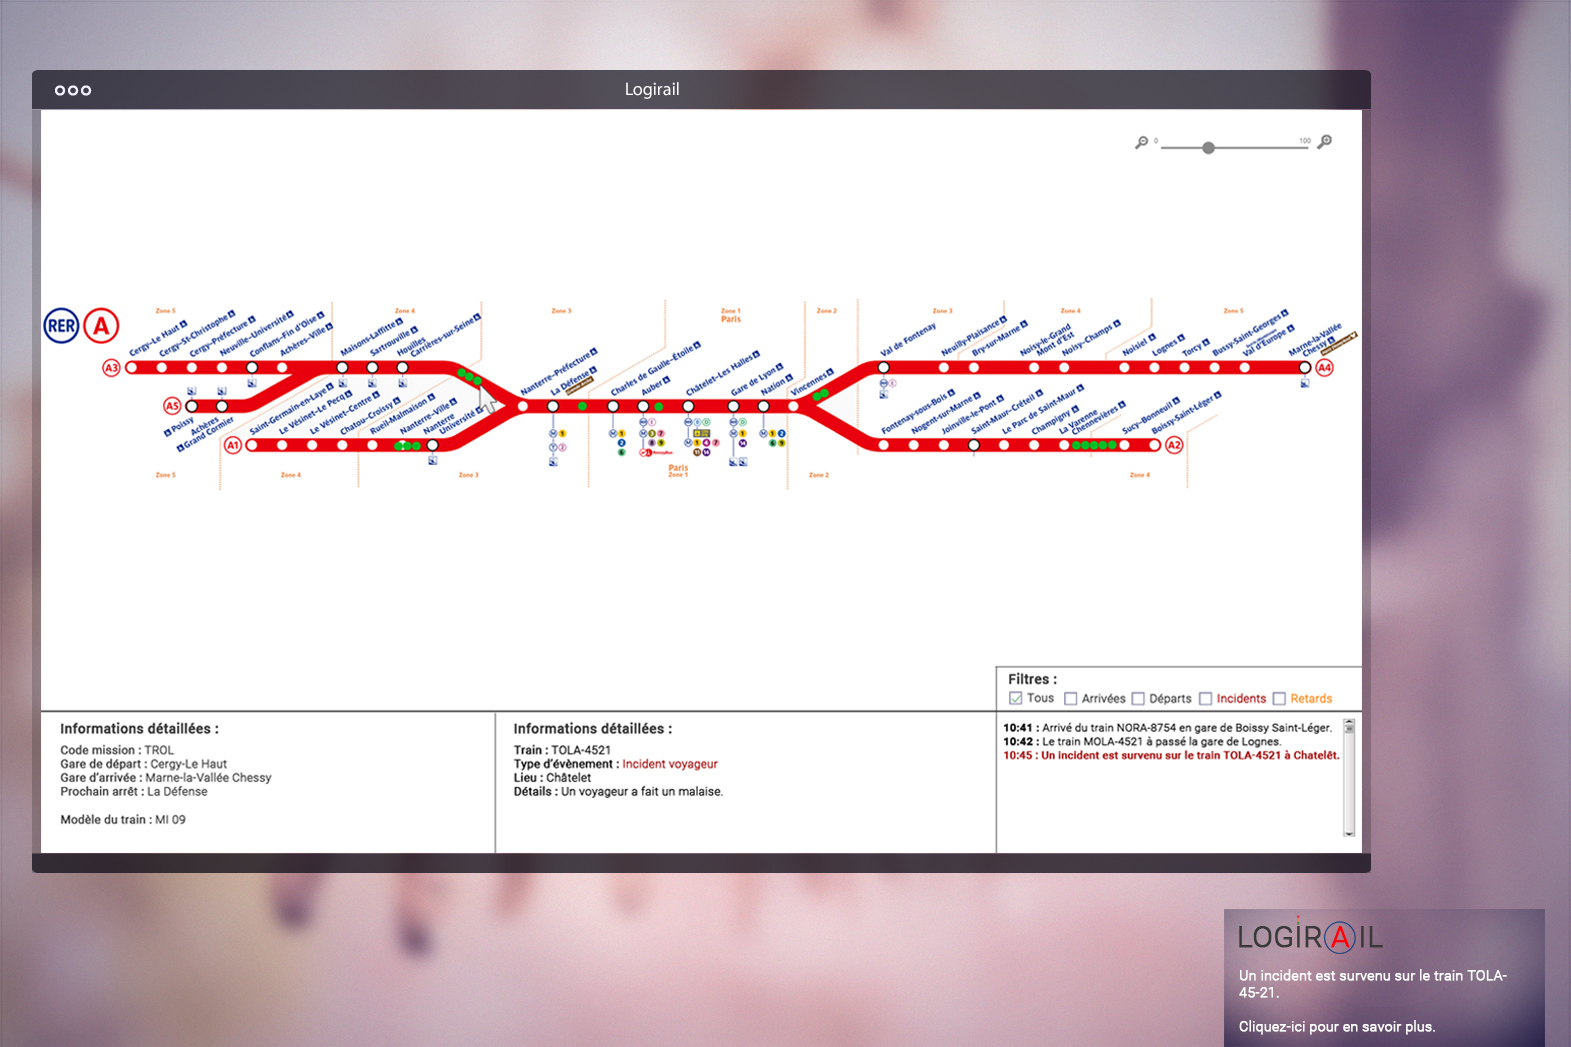 Logirail
0
100
RER A
Zone 5
Zone 4
Zone 3
Zone 1
Paris
Zone 2
Zone 3
Zone 4
Zone 5
A3
Cergy-Le Haut
Cergy-St-Christophe
Cergy-Préfecture
Neuville-Université
Conflans-Fin d'Oise
Achères-Ville
Maisons-Laffitte
Sartrouville
Houilles
Carrières-sur-Seine
Nanterre-Préfecture
La Défense
Charles de Gaulle-Étoile
Auber
Châtelet-Les Halles
Gare de Lyon
Nation
Vincennes
Val de Fontenay
Neuilly-Plaisance
Bry-sur-Marne
Noisy-le-Grand
Mont d'Est
Noisy-Champs
Noisiel
Lognes
Torcy
Bussy-Saint-Georges
Val d'Europe
Marne-la-Vallée
Chessy
A4
A5
Poissy
Achères
Grand Cormier
A1
Saint-Germain-en-Laye
Le Vésinet-Le Pecq
Le Vésinet-Centre
Chatou-Croissy
Rueil-Malmaison
Nanterre-Ville
Nanterre
Université
Fontenay-sous-Bois
Nogent-sur-Marne
Joinville-le-Pont
Saint-Maur-Créteil
Le Parc de Saint-Maur
Champigny
La Varenne
Chennevières
Sucy-Bonneuil
Boissy-Saint-Léger
A2
Zone 5
Zone 4
Zone 3
Paris
Zone 1
Zone 2
Zone 4
Filtres :
Tous Arrivées Départs Incidents Retards
Informations détaillées :
Code mission : TROL
Gare de départ : Cergy-Le Haut
Gare d'arrivée : Marne-la-Vallée Chessy
Prochain arrêt : La Défense
Modèle du train : MI 09
Informations détaillées :
Train : TOLA-4521
Type d'évènement : Incident voyageur
Lieu : Châtelet
Détails : Un voyageur a fait un malaise.
10:41 : Arrivé du train NORA-8754 en gare de Boissy Saint-Léger.
10:42 : Le train MOLA-4521 à passé la gare de Lognes.
10:45 : Un incident est survenu sur le train TOLA-4521 à Chatelêt.
LOGIRAIL
Un incident est survenu sur le train TOLA-
45-21.
Cliquez-ici pour en savoir plus.